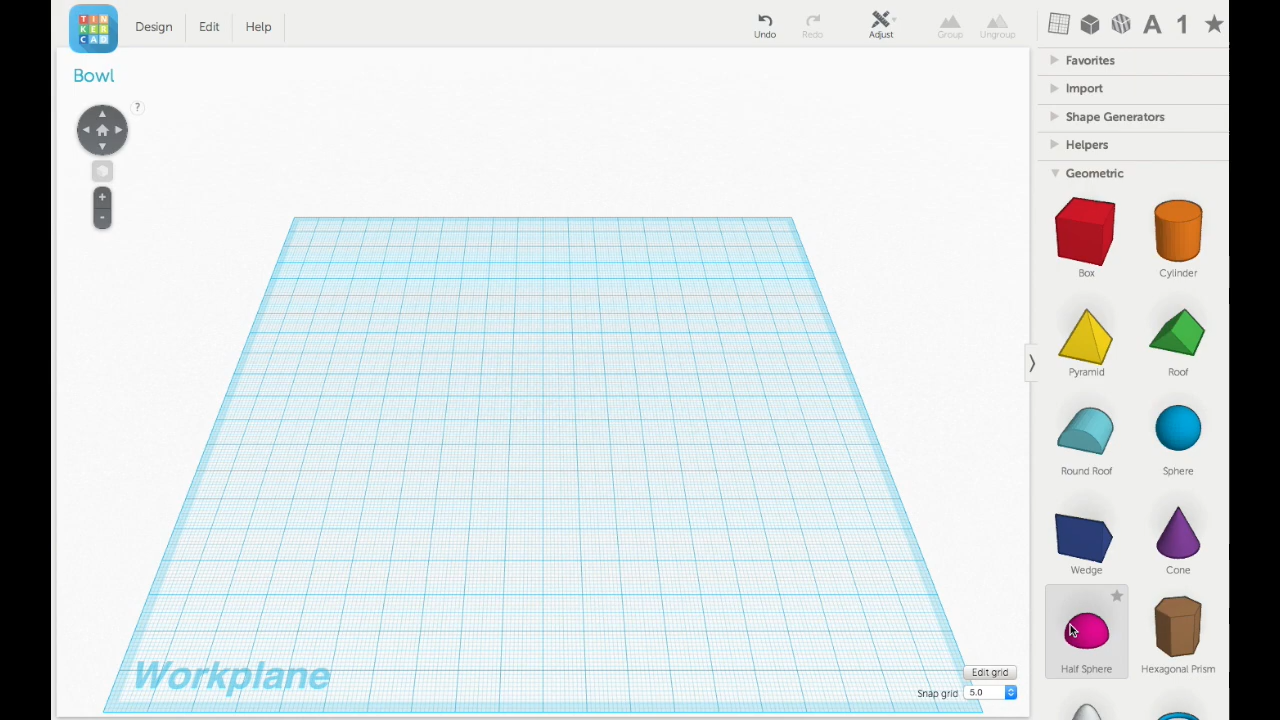 TIN
KER
CAD
Design
Edit
Help
Undo
Redo
Adjust
Group
Ungroup
A
1
Bowl
?
+
-
Favorites
Import
Shape Generators
Helpers
Geometric
Box
Cylinder
Pyramid
Roof
Round Roof
Sphere
Wedge
Cone
Half Sphere
Hexagonal Prism
Workplane
Edit grid
Snap grid 5.0